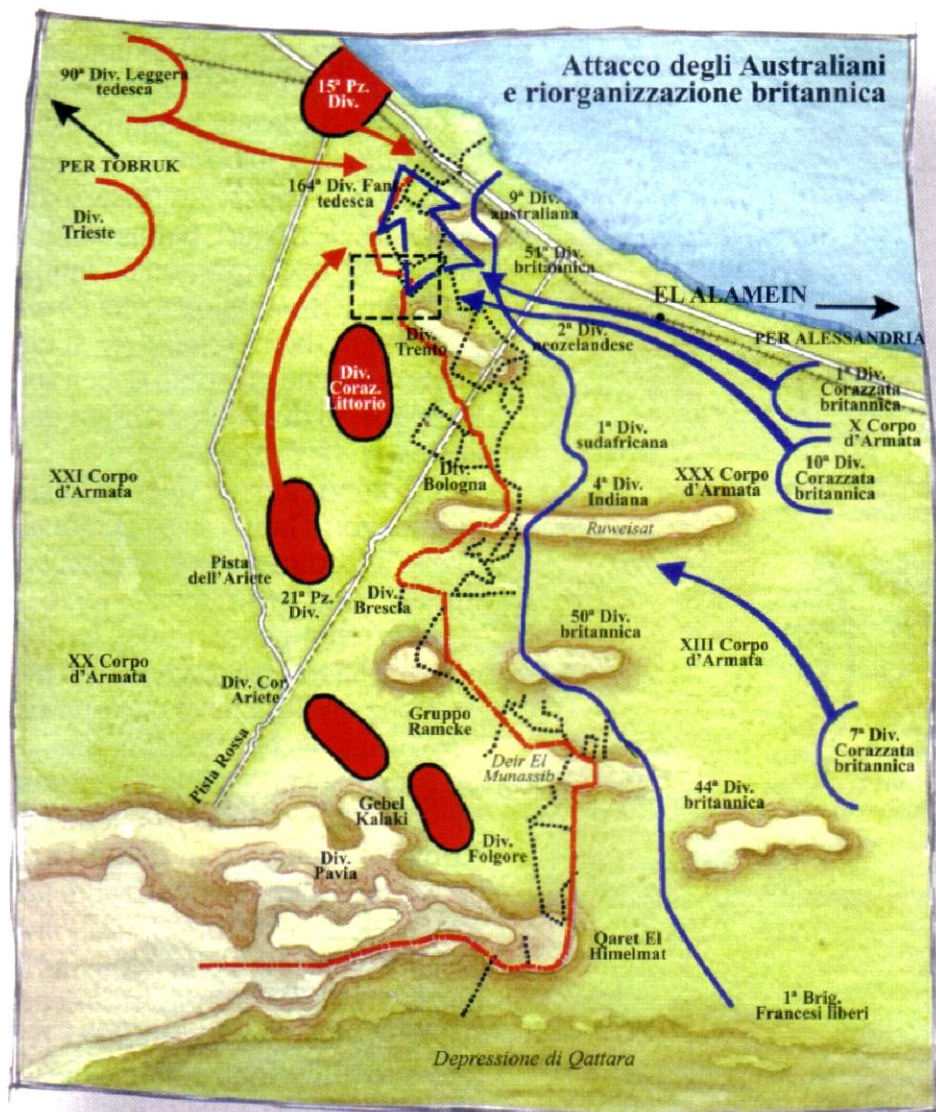 Attacco degli Australiani
e riorganizzazione britannica
90ª Div. Leggera
tedesca
15ª Pz.
Div.
PER TOBRUK
164ª Div. Fant.
tedesca
9ª Div.
australiana
Div.
Trieste
51ª Div.
britannica
EL ALAMEIN
PER ALESSANDRIA
2ª Div.
neozelandese
Div.
Trento
Div.
Coraz.
Littorio
1ª Div.
Corazzata
britannica
X Corpo
d'Armata
10ª Div.
Corazzata
britannica
1ª Div.
sudafricana
Div.
Bologna
4ª Div.
Indiana
XXX Corpo
d'Armata
XXI Corpo
d'Armata
Ruweisat
Pista
dell'Ariete
21ª Pz.
Div.
Div.
Brescia
50ª Div.
britannica
XIII Corpo
d'Armata
XX Corpo
d'Armata
Div. Cor.
Ariete
Gruppo
Ramcke
7ª Div.
Corazzata
britannica
Pista Rossa
Deir El
Munassib
44ª Div.
britannica
Gebel
Kalaki
Div.
Folgore
Div.
Pavia
Qaret El
Himelmat
1ª Brig.
Francesi liberi
Depressione di Qattara